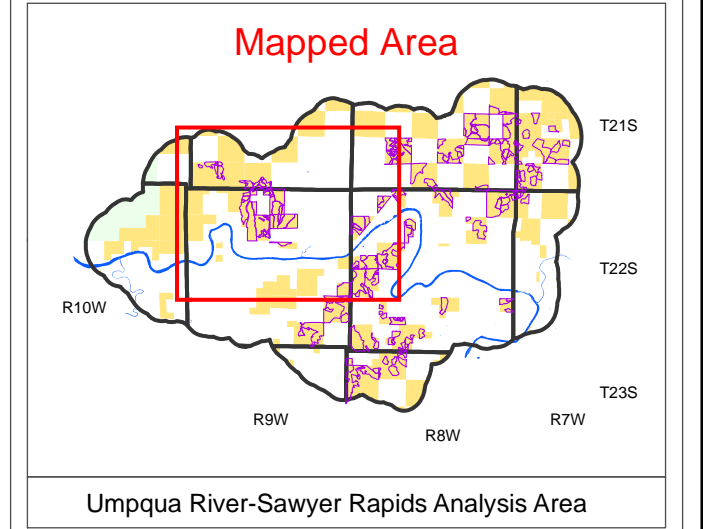 Mapped Area
T21S
T22S
R10W
T23S
R9W
R7W
R8W
Umpqua River-Sawyer Rapids Analysis Area